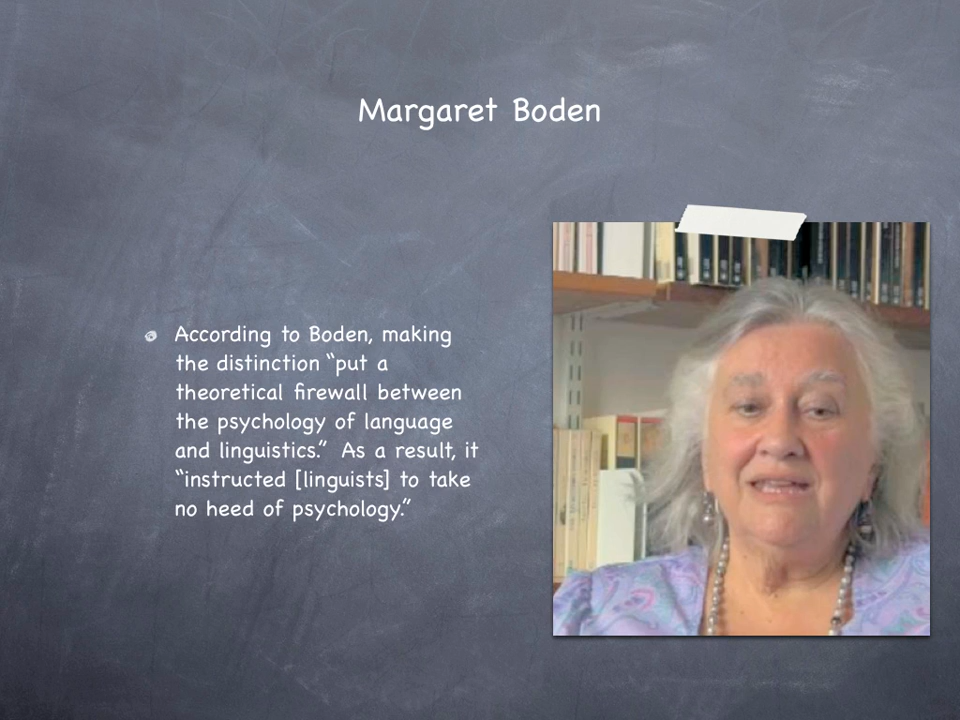 Margaret Boden
According to Boden, making
the distinction “put a
theoretical firewall between
the psychology of language
and linguistics.” As a result, it
“instructed [linguists] to take
no heed of psychology.”